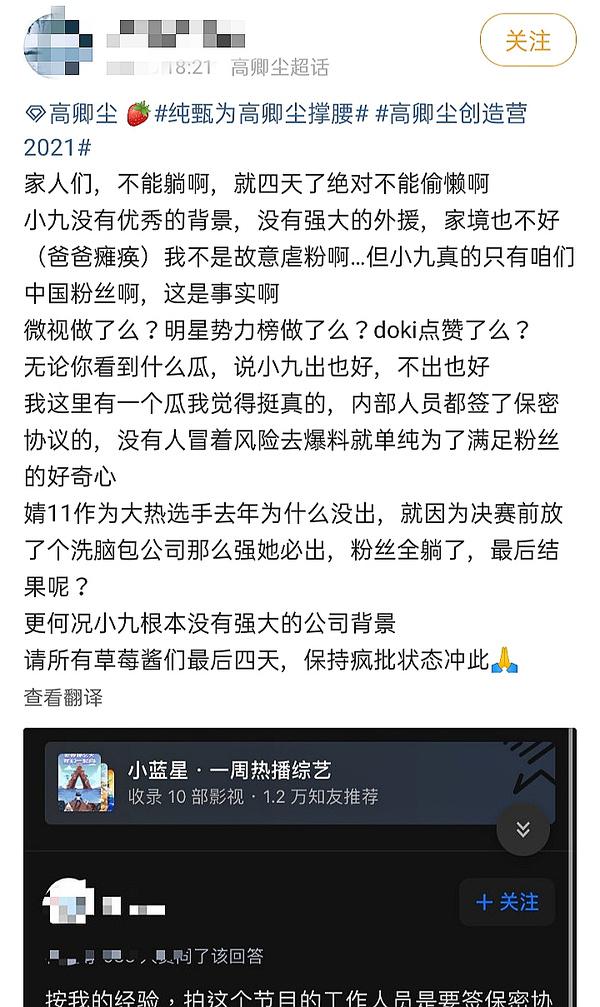 关注
18:21 高卿尘超话
高卿尘 🍓#纯甄为高卿尘撑腰# #高卿尘创造营
2021#
家人们，不能躺啊，就四天了绝对不能偷懒啊
小九没有优秀的背景，没有强大的外援，家境也不好
（爸爸瘫痪）我不是故意虐粉啊...但小九真的只有咱们
中国粉丝啊，这是事实啊
微视做了么？明星势力榜做了么？doki点赞了么？
无论你看到什么瓜，说小九出也好，不出也好
我这里有一个瓜我觉得挺真的，内部人员都签了保密
协议的，没有人冒着风险去爆料就单纯为了满足粉丝
的好奇心
婧11作为大热选手去年为什么没出，就因为决赛前放
了个洗脑包公司那么强她必出，粉丝全躺了，最后结
果呢？
更何况小九根本没有强大的公司背景
请所有草莓酱们最后四天，保持疯批状态冲此🙏
查看翻译
小蓝星·一周热播综艺
收录 10 部影视·1.2 万知友推荐
+ 关注
了该回答
按我的经验，拍这个节目的工作人员是要签保密协